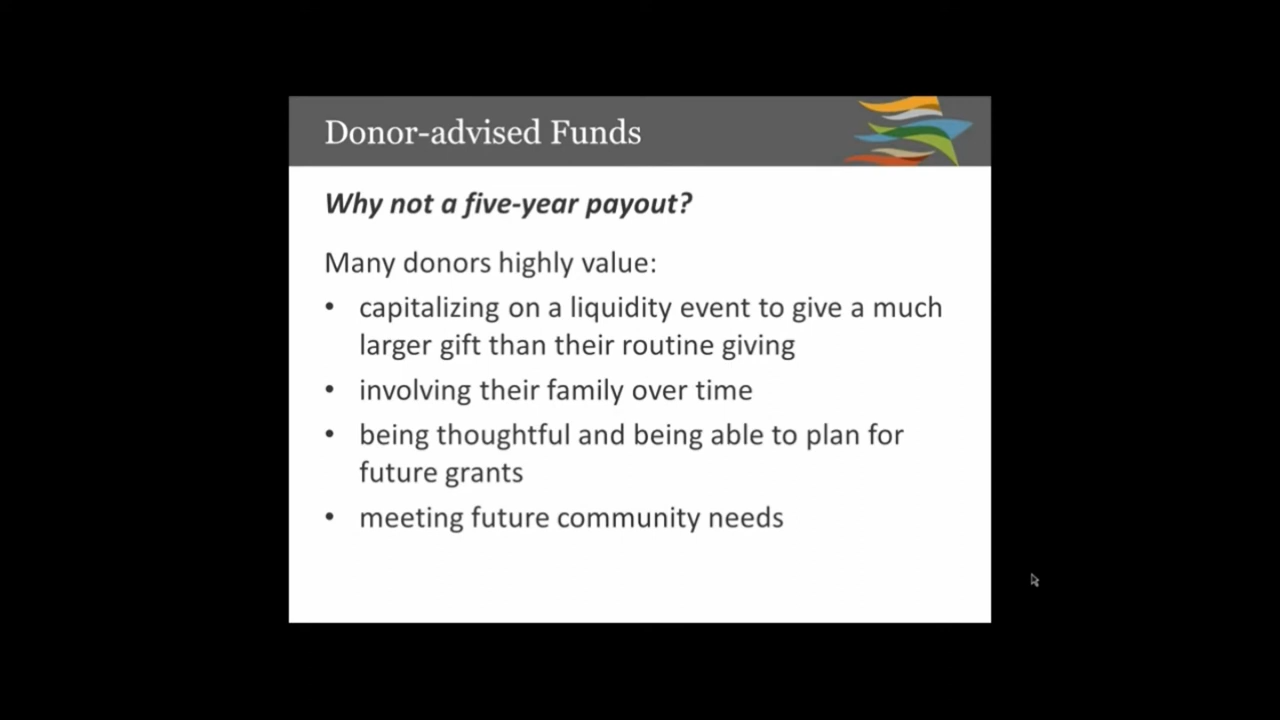 Donor-advised Funds
Why not a five-year payout?
Many donors highly value:
• capitalizing on a liquidity event to give a much
larger gift than their routine giving
• involving their family over time
• being thoughtful and being able to plan for
future grants
• meeting future community needs